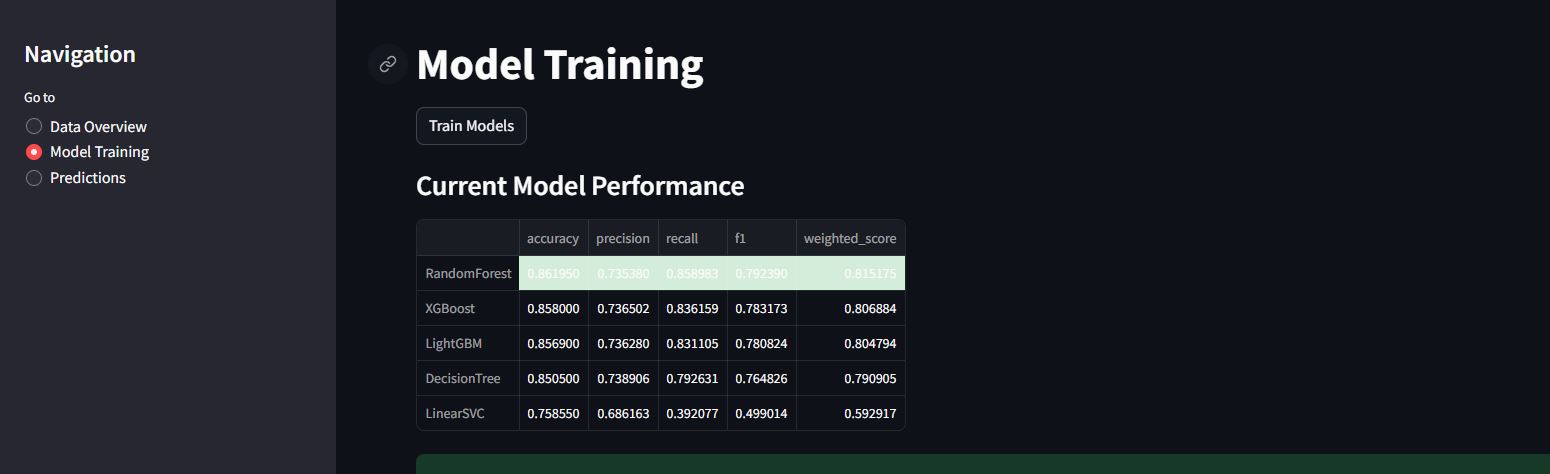 Navigation
Go to
Data Overview
Model Training
Predictions
Model Training
Train Models
Current Model Performance
accuracy precision recall f1 weighted_score
RandomForest 0.861950 0.735380 0.858983 0.792390 0.815175
XGBoost 0.858000 0.736502 0.836159 0.783173 0.806884
LightGBM 0.856900 0.736280 0.831105 0.780824 0.804794
DecisionTree 0.850500 0.738906 0.792631 0.764826 0.790905
LinearSVC 0.758550 0.686163 0.392077 0.499014 0.592917